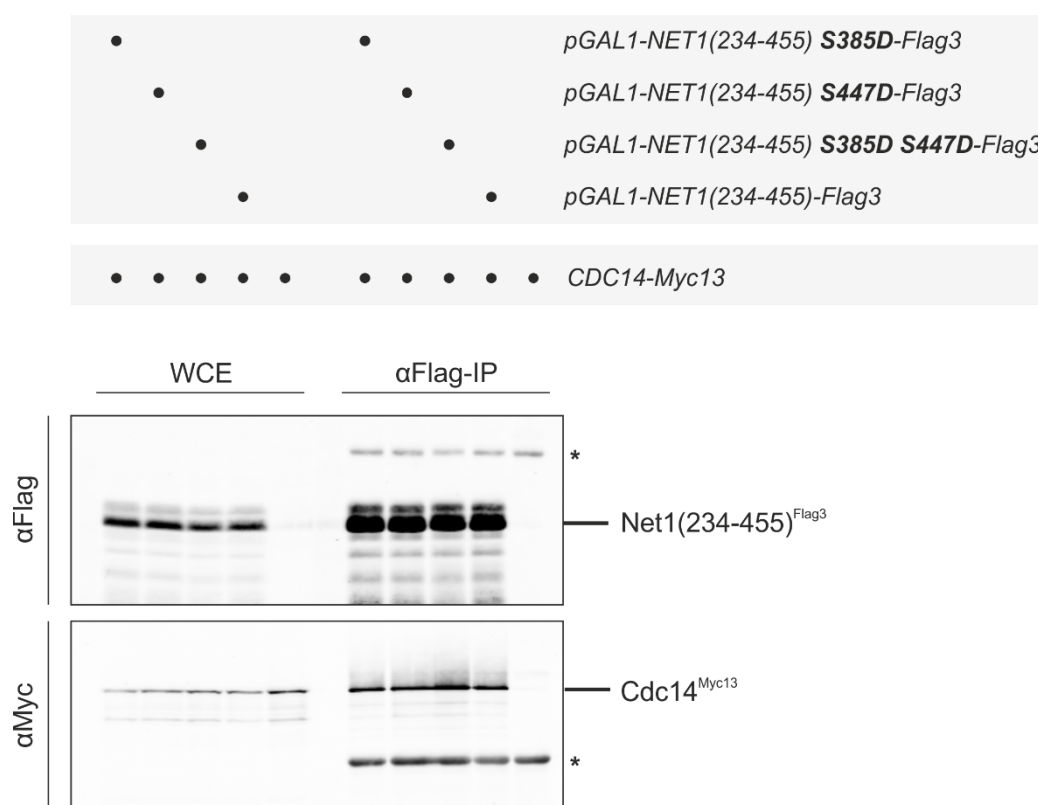 pGAL1-NET1(234-455) S385D-Flag3
pGAL1-NET1(234-455) S447D-Flag3
pGAL1-NET1(234-455) S385D S447D-Flag3
pGAL1-NET1(234-455)-Flag3
CDC14-Myc13
WCE αFlag-IP
αFlag
*
Net1(234-455)Flag3
αMyc
Cdc14Myc13
*